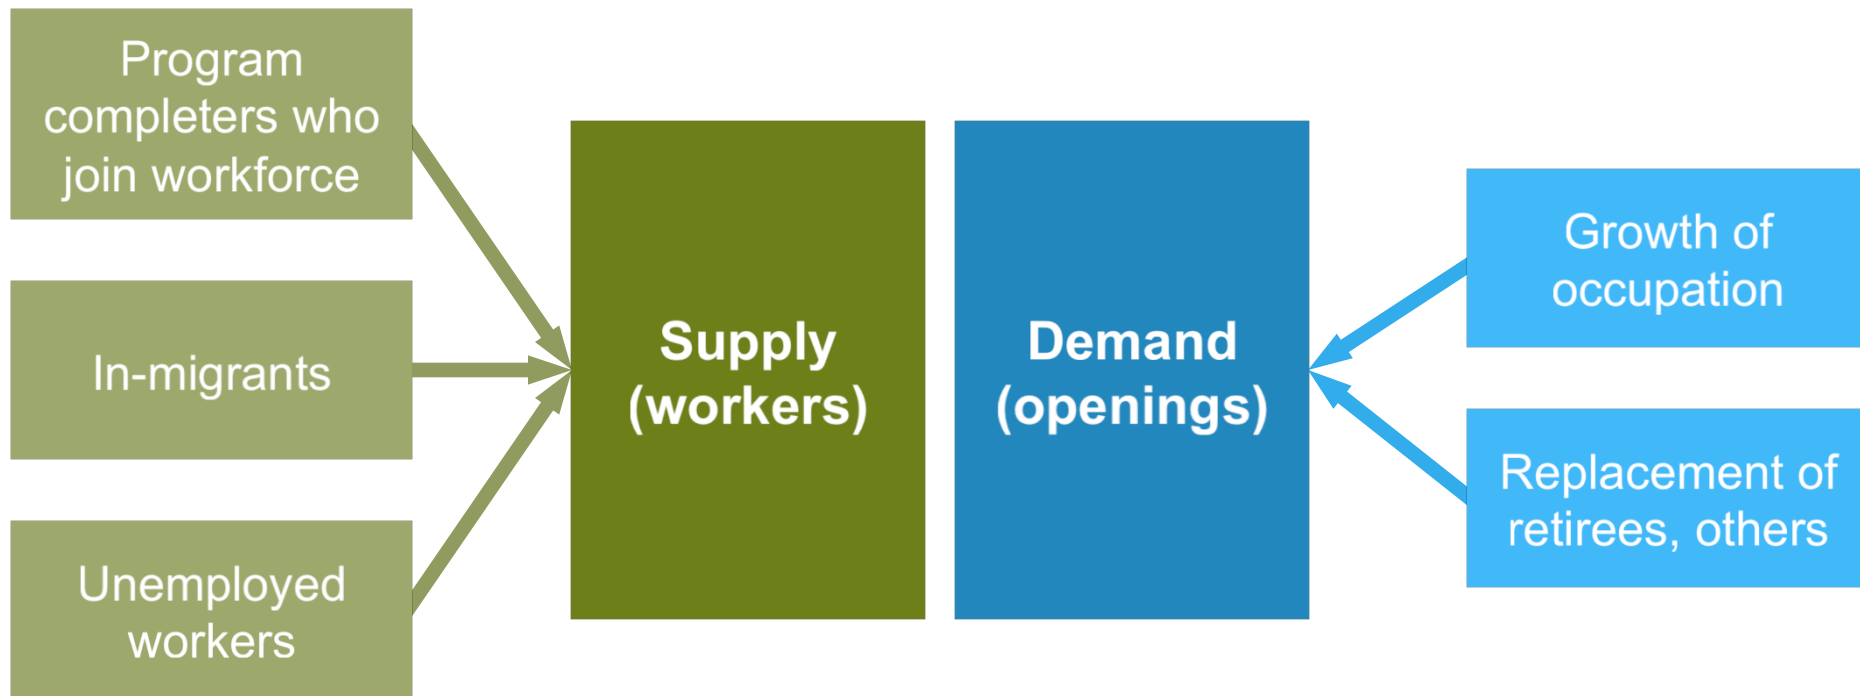 Program
completers who
join workforce
In-migrants
Unemployed
workers
Supply
(workers)
Demand
(openings)
Growth of
occupation
Replacement of
retirees, others